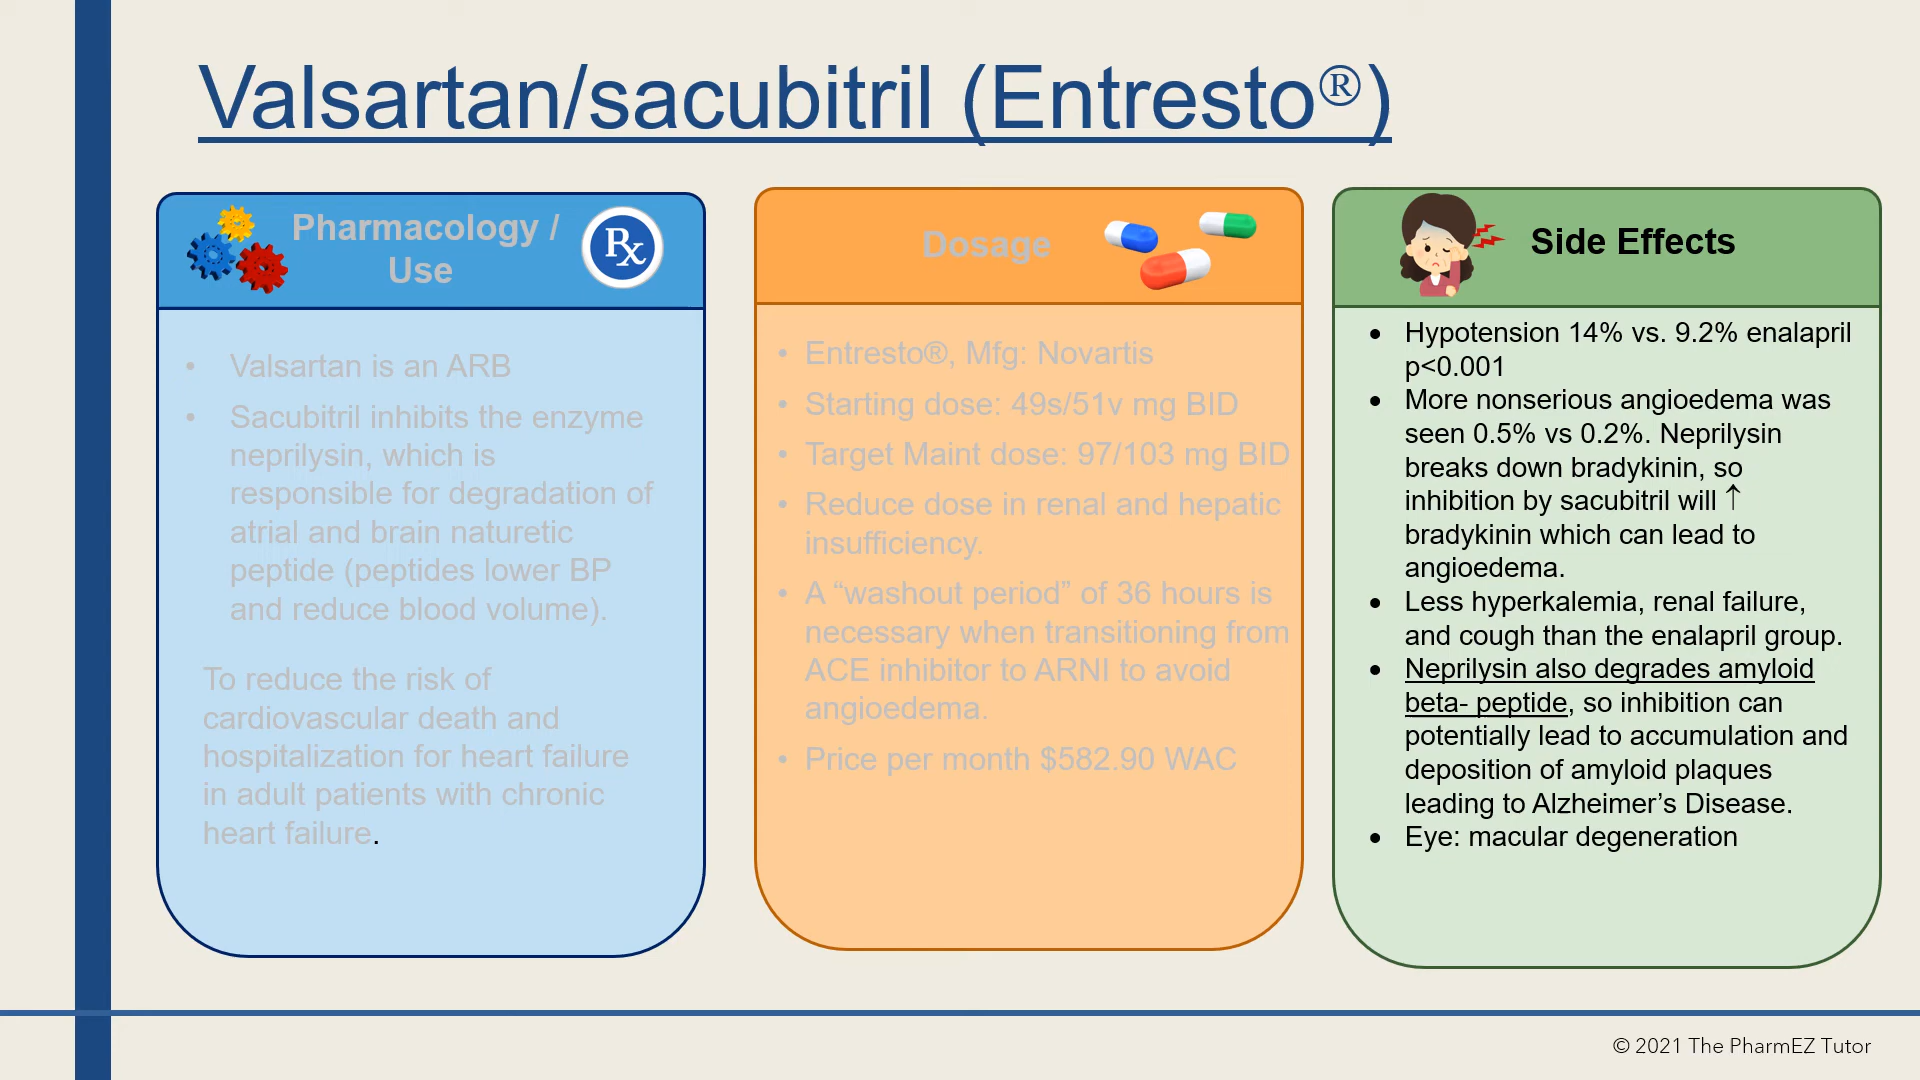 Valsartan/sacubitril (Entresto®)
Pharmacology /
Use
Rx
• Valsartan is an ARB
• Sacubitril inhibits the enzyme
neprilysin, which is
responsible for degradation of
atrial and brain naturetic
peptide (peptides lower BP
and reduce blood volume).
To reduce the risk of
cardiovascular death and
hospitalization for heart failure
in adult patients with chronic
heart failure.
Dosage
• Entresto®, Mfg: Novartis
• Starting dose: 49s/51v mg BID
• Target Maint dose: 97/103 mg BID
• Reduce dose in renal and hepatic
insufficiency.
• A “washout period” of 36 hours is
necessary when transitioning from
ACE inhibitor to ARNI to avoid
angioedema.
• Price per month $582.90 WAC
Side Effects
• Hypotension 14% vs. 9.2% enalapril
p<0.001
• More nonserious angioedema was
seen 0.5% vs 0.2%. Neprilysin
breaks down bradykinin, so
inhibition by sacubitril will ↑
bradykinin which can lead to
angioedema.
• Less hyperkalemia, renal failure,
and cough than the enalapril group.
• Neprilysin also degrades amyloid
beta- peptide, so inhibition can
potentially lead to accumulation and
deposition of amyloid plaques
leading to Alzheimer’s Disease.
• Eye: macular degeneration
© 2021 The PharmEZ Tutor